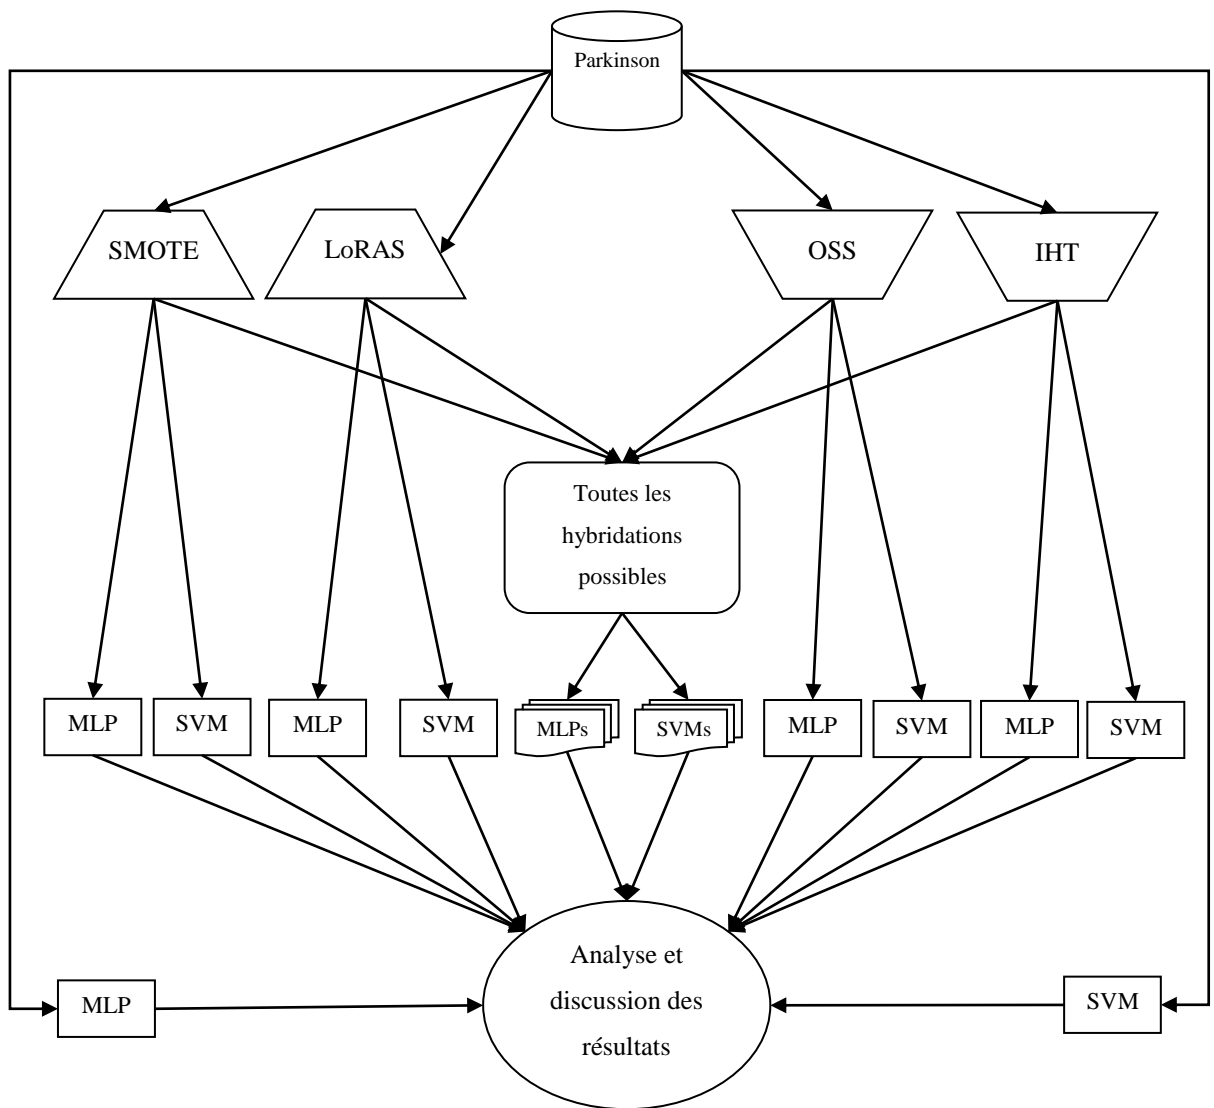 Parkinson
SMOTE
LoRAS
OSS
IHT
Toutes les
hybridations
possibles
MLP
SVM
MLP
SVM
MLPs
SVMs
MLP
SVM
MLP
SVM
Analyse et
discussion des
résultats
MLP
SVM